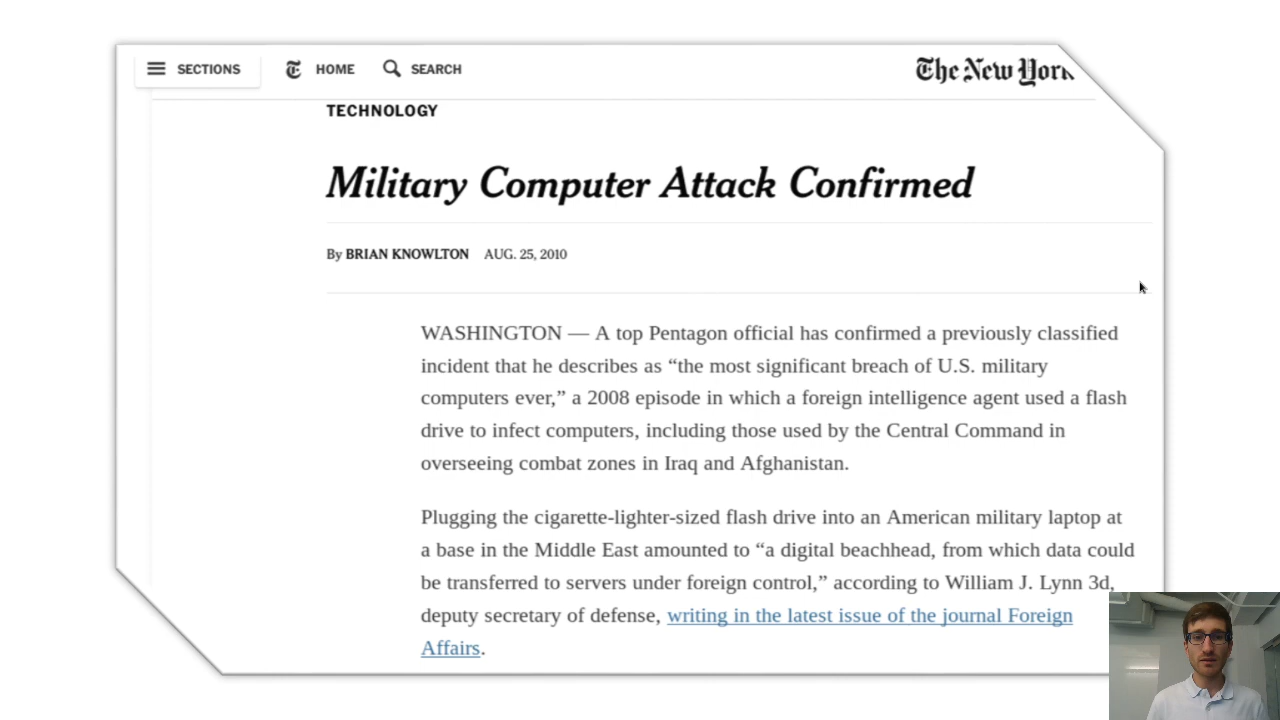 SECTIONS HOME SEARCH The New York
TECHNOLOGY
Military Computer Attack Confirmed
By BRIAN KNOWLTON AUG. 25, 2010
WASHINGTON — A top Pentagon official has confirmed a previously classified
incident that he describes as “the most significant breach of U.S. military
computers ever,” a 2008 episode in which a foreign intelligence agent used a flash
drive to infect computers, including those used by the Central Command in
overseeing combat zones in Iraq and Afghanistan.
Plugging the cigarette-lighter-sized flash drive into an American military laptop at
a base in the Middle East amounted to “a digital beachhead, from which data could
be transferred to servers under foreign control,” according to William J. Lynn 3d,
deputy secretary of defense, writing in the latest issue of the journal Foreign
Affairs.